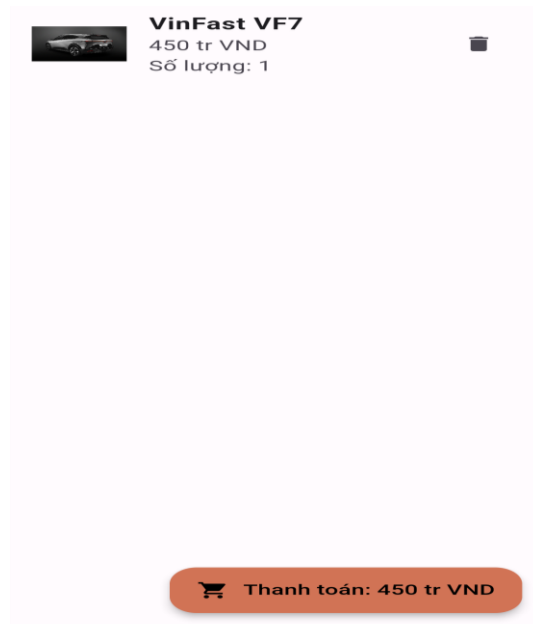 VinFast VF7
450 tr VND
Số lượng: 1
Thanh toán: 450 tr VND